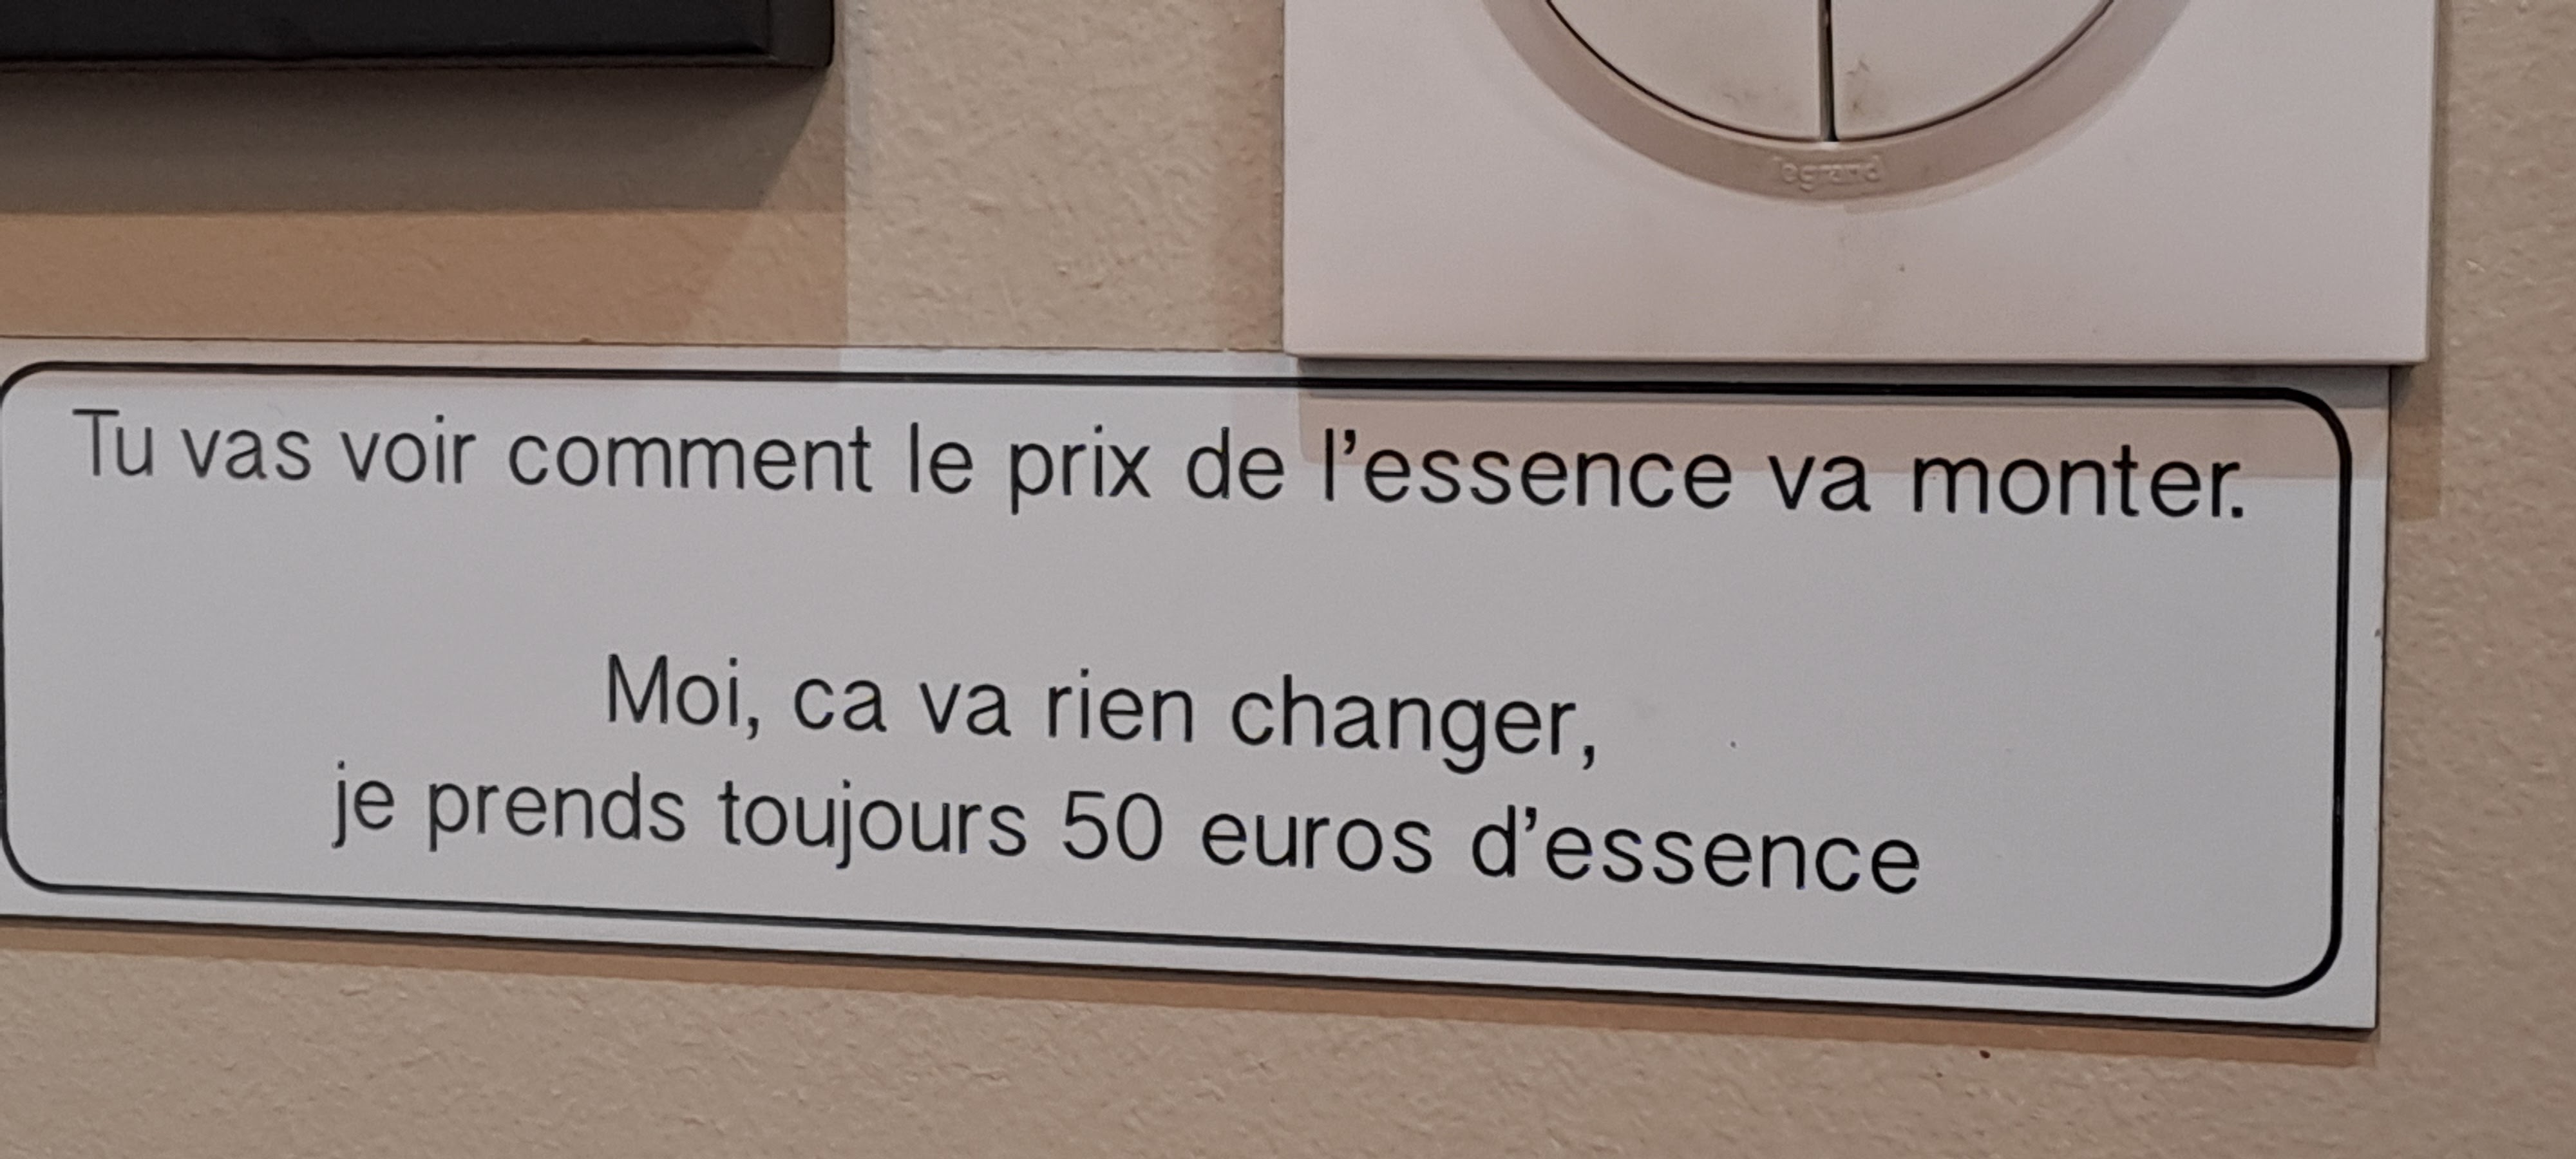 legrand
Tu vas voir comment le prix de l'essence va monter.
Moi, ca va rien changer,
je prends toujours 50 euros d'essence